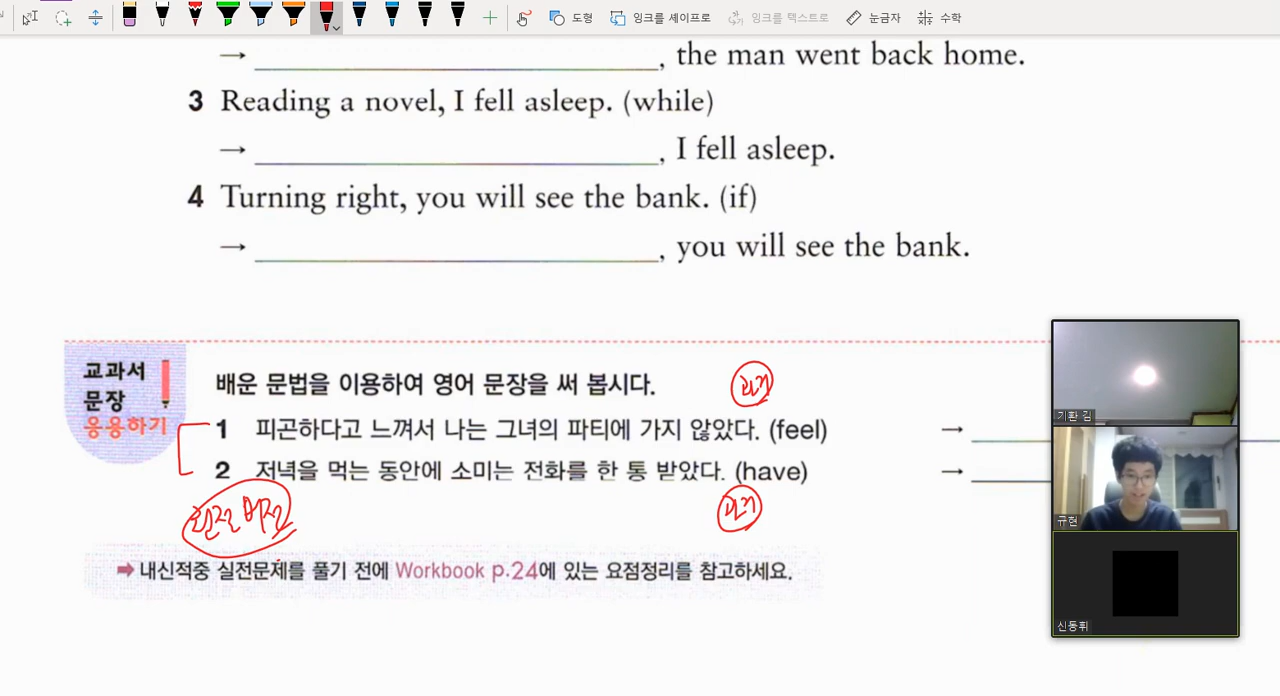 도형 잉크를 셰이프로 잉크를 텍스트로 눈금자 수학
→ , the man went back home.
3 Reading a novel, I fell asleep. (while)
→ , I fell asleep.
4 Turning right, you will see the bank. (if)
→ , you will see the bank.
교과서
문장
응용하기
배운 문법을 이용하여 영어 문장을 써 봅시다.
과거
1 피곤하다고 느껴서 나는 그녀의 파티에 가지 않았다. (feel) →
2 저녁을 먹는 동안에 소미는 전화를 한 통 받았다. (have) →
과거
➡ 내신적중 실전문제를 풀기 전에 Workbook p.24에 있는 요점정리를 참고하세요.
기환 김
규현
신동휘